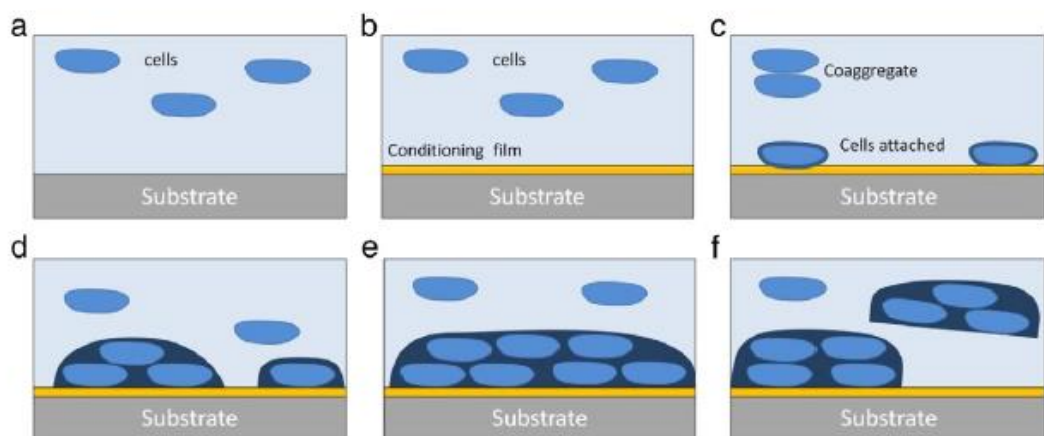 a
cells
Substrate
b
cells
Conditioning film
Substrate
c
Coaggregate
Cells attached
Substrate
d
Substrate
e
Substrate
f
Substrate